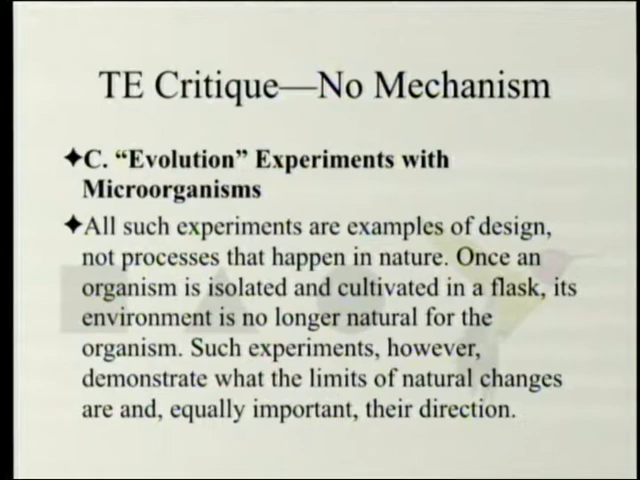 TE Critique—No Mechanism
✦C. “Evolution” Experiments with
Microorganisms
✦All such experiments are examples of design,
not processes that happen in nature. Once an
organism is isolated and cultivated in a flask, its
environment is no longer natural for the
organism. Such experiments, however,
demonstrate what the limits of natural changes
are and, equally important, their direction.